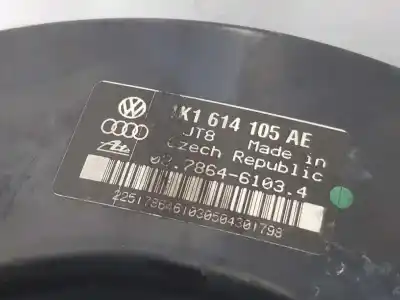 1K1 614 105 AE
JT8 Made in
Czech Republic
03.7864-6103.4
2251786461030504301798